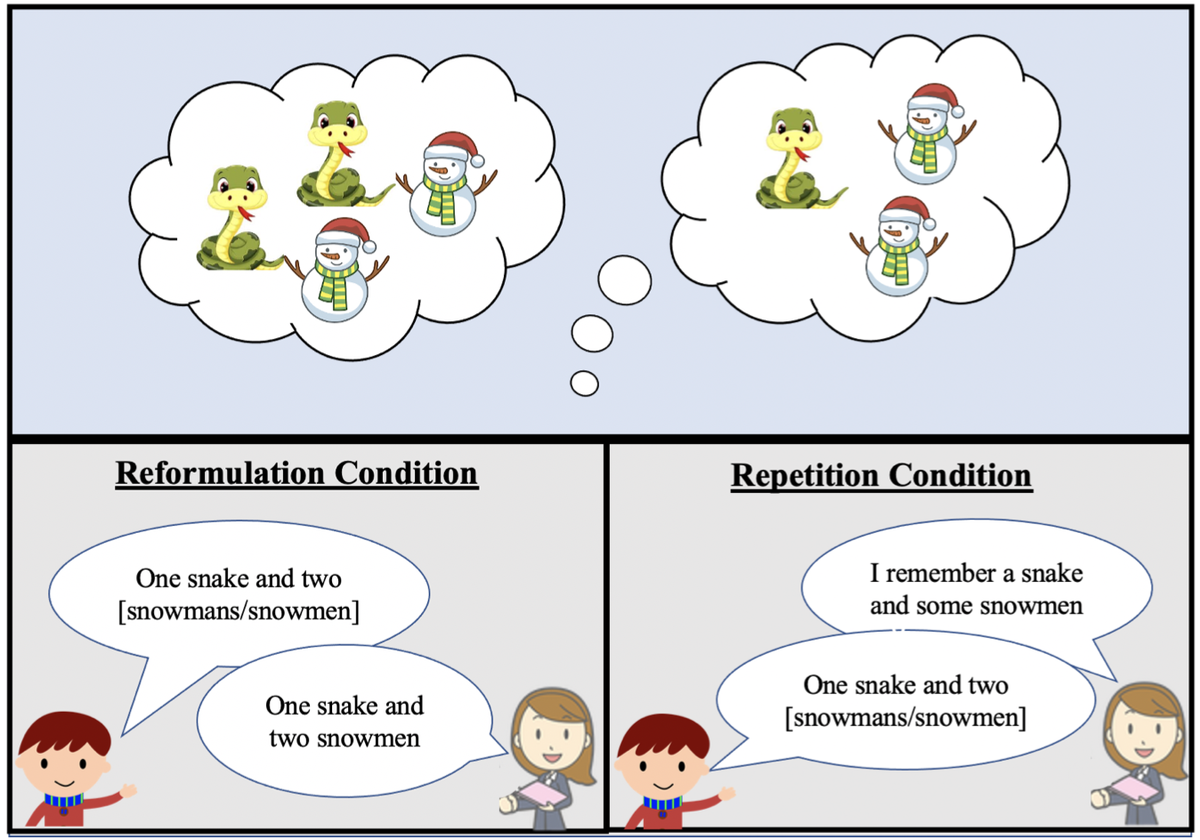 Reformulation Condition
One snake and two
[snowmans/snowmen]
One snake and
two snowmen
Repetition Condition
I remember a snake
and some snowmen
One snake and two
[snowmans/snowmen]